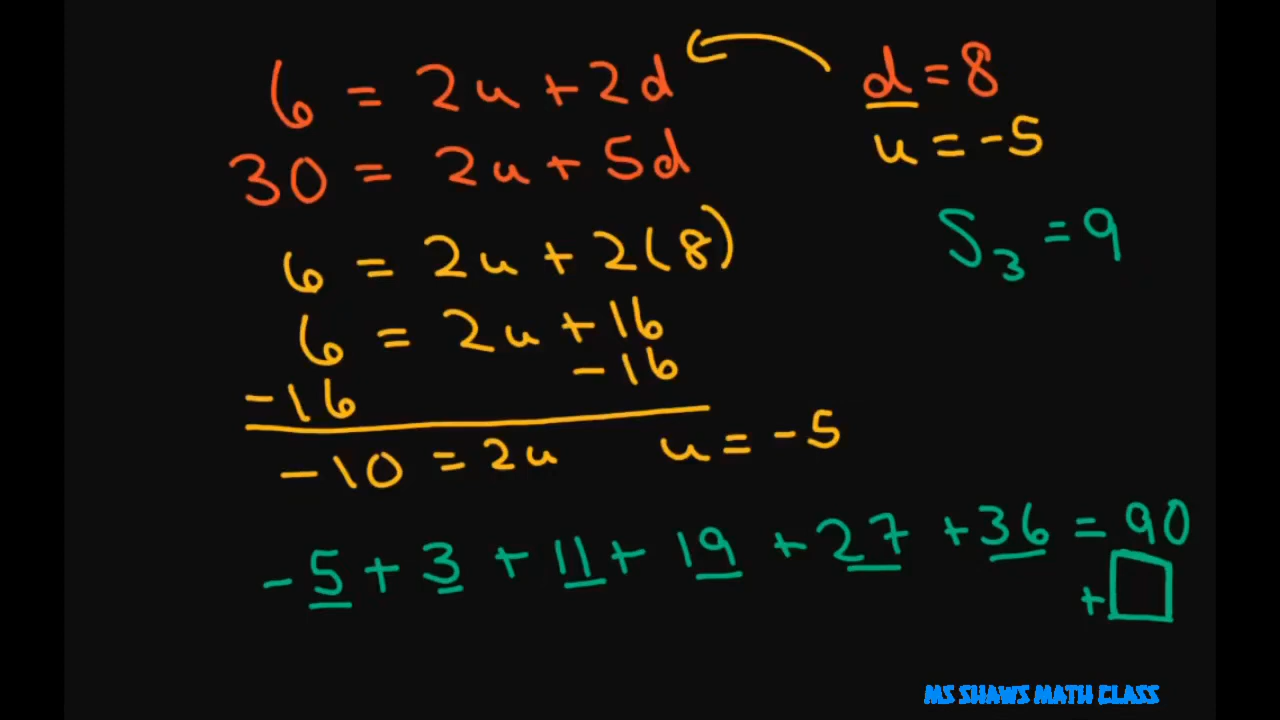 6 = 2u + 2d
d = 8
u = -5
30 = 2u + 5d
6 = 2u + 2(8)
S₃ = 9
6 = 2u + 16
-16 -16
-10 = 2u u = -5
-5 + 3 + 11 + 19 + 27 + 36 = 90
+
MS SHAWS MATH CLASS